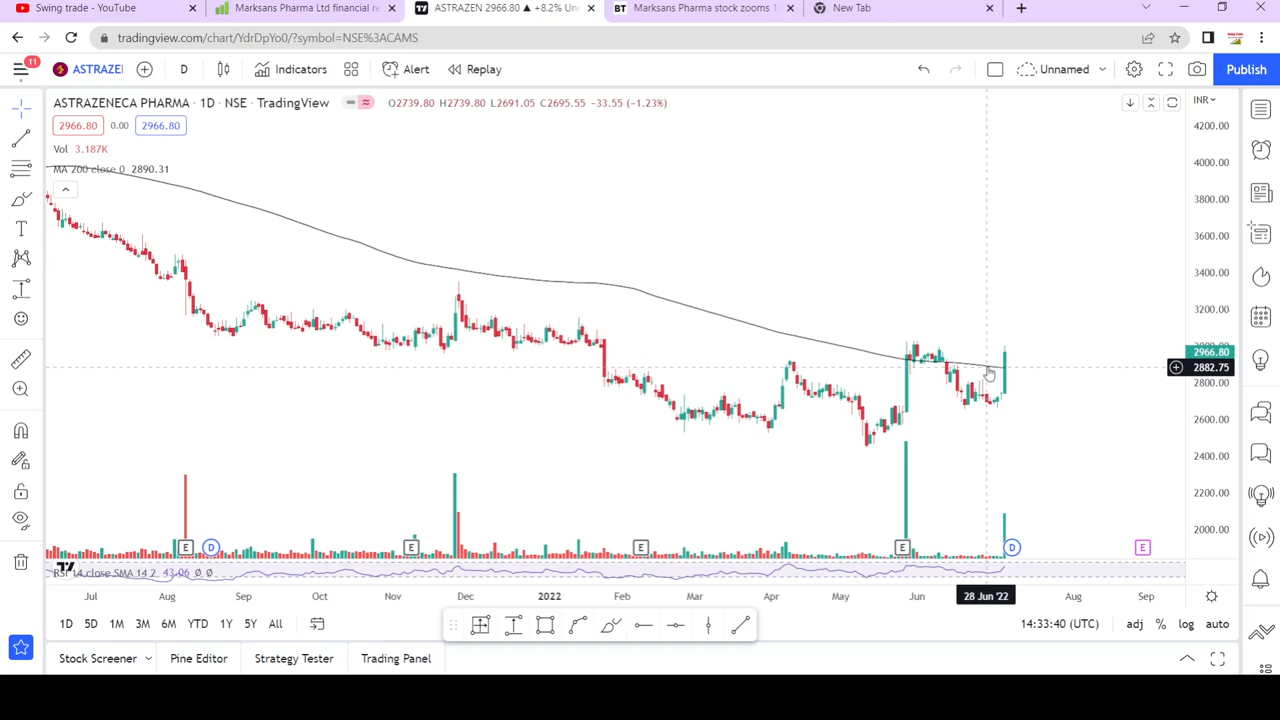 Swing trade - YouTube
Marksans Pharma Ltd financial re
ASTRAZEN 2966.80 ▲ +8.2% Un
BT Marksans Pharma stock zooms 1
New Tab
tradingview.com/chart/YdrDpYo0/?symbol=NSE%3ACAMS
11
ASTRAZEI
D
Indicators
Alert
Replay
Unnamed
Publish
ASTRAZENECA PHARMA · 1D · NSE · TradingView
O2739.80 H2739.80 L2691.05 C2695.55 -33.55 (-1.23%)
INR
2966.80 0.00 2966.80
Vol 3.187K
MA 200 close 0 2890.31
4200.00
4000.00
3800.00
3600.00
3400.00
3200.00
2966.80
2882.75
2800.00
2600.00
2400.00
2200.00
2000.00
E D E E E D E
RSI 14 close SMA 14 2 43.06 Ø Ø
Jul Aug Sep Oct Nov Dec 2022 Feb Mar Apr May Jun 28 Jun '22 Aug Sep
1D 5D 1M 3M 6M YTD 1Y 5Y All
14:33:40 (UTC)
adj % log auto
Stock Screener
Pine Editor
Strategy Tester
Trading Panel